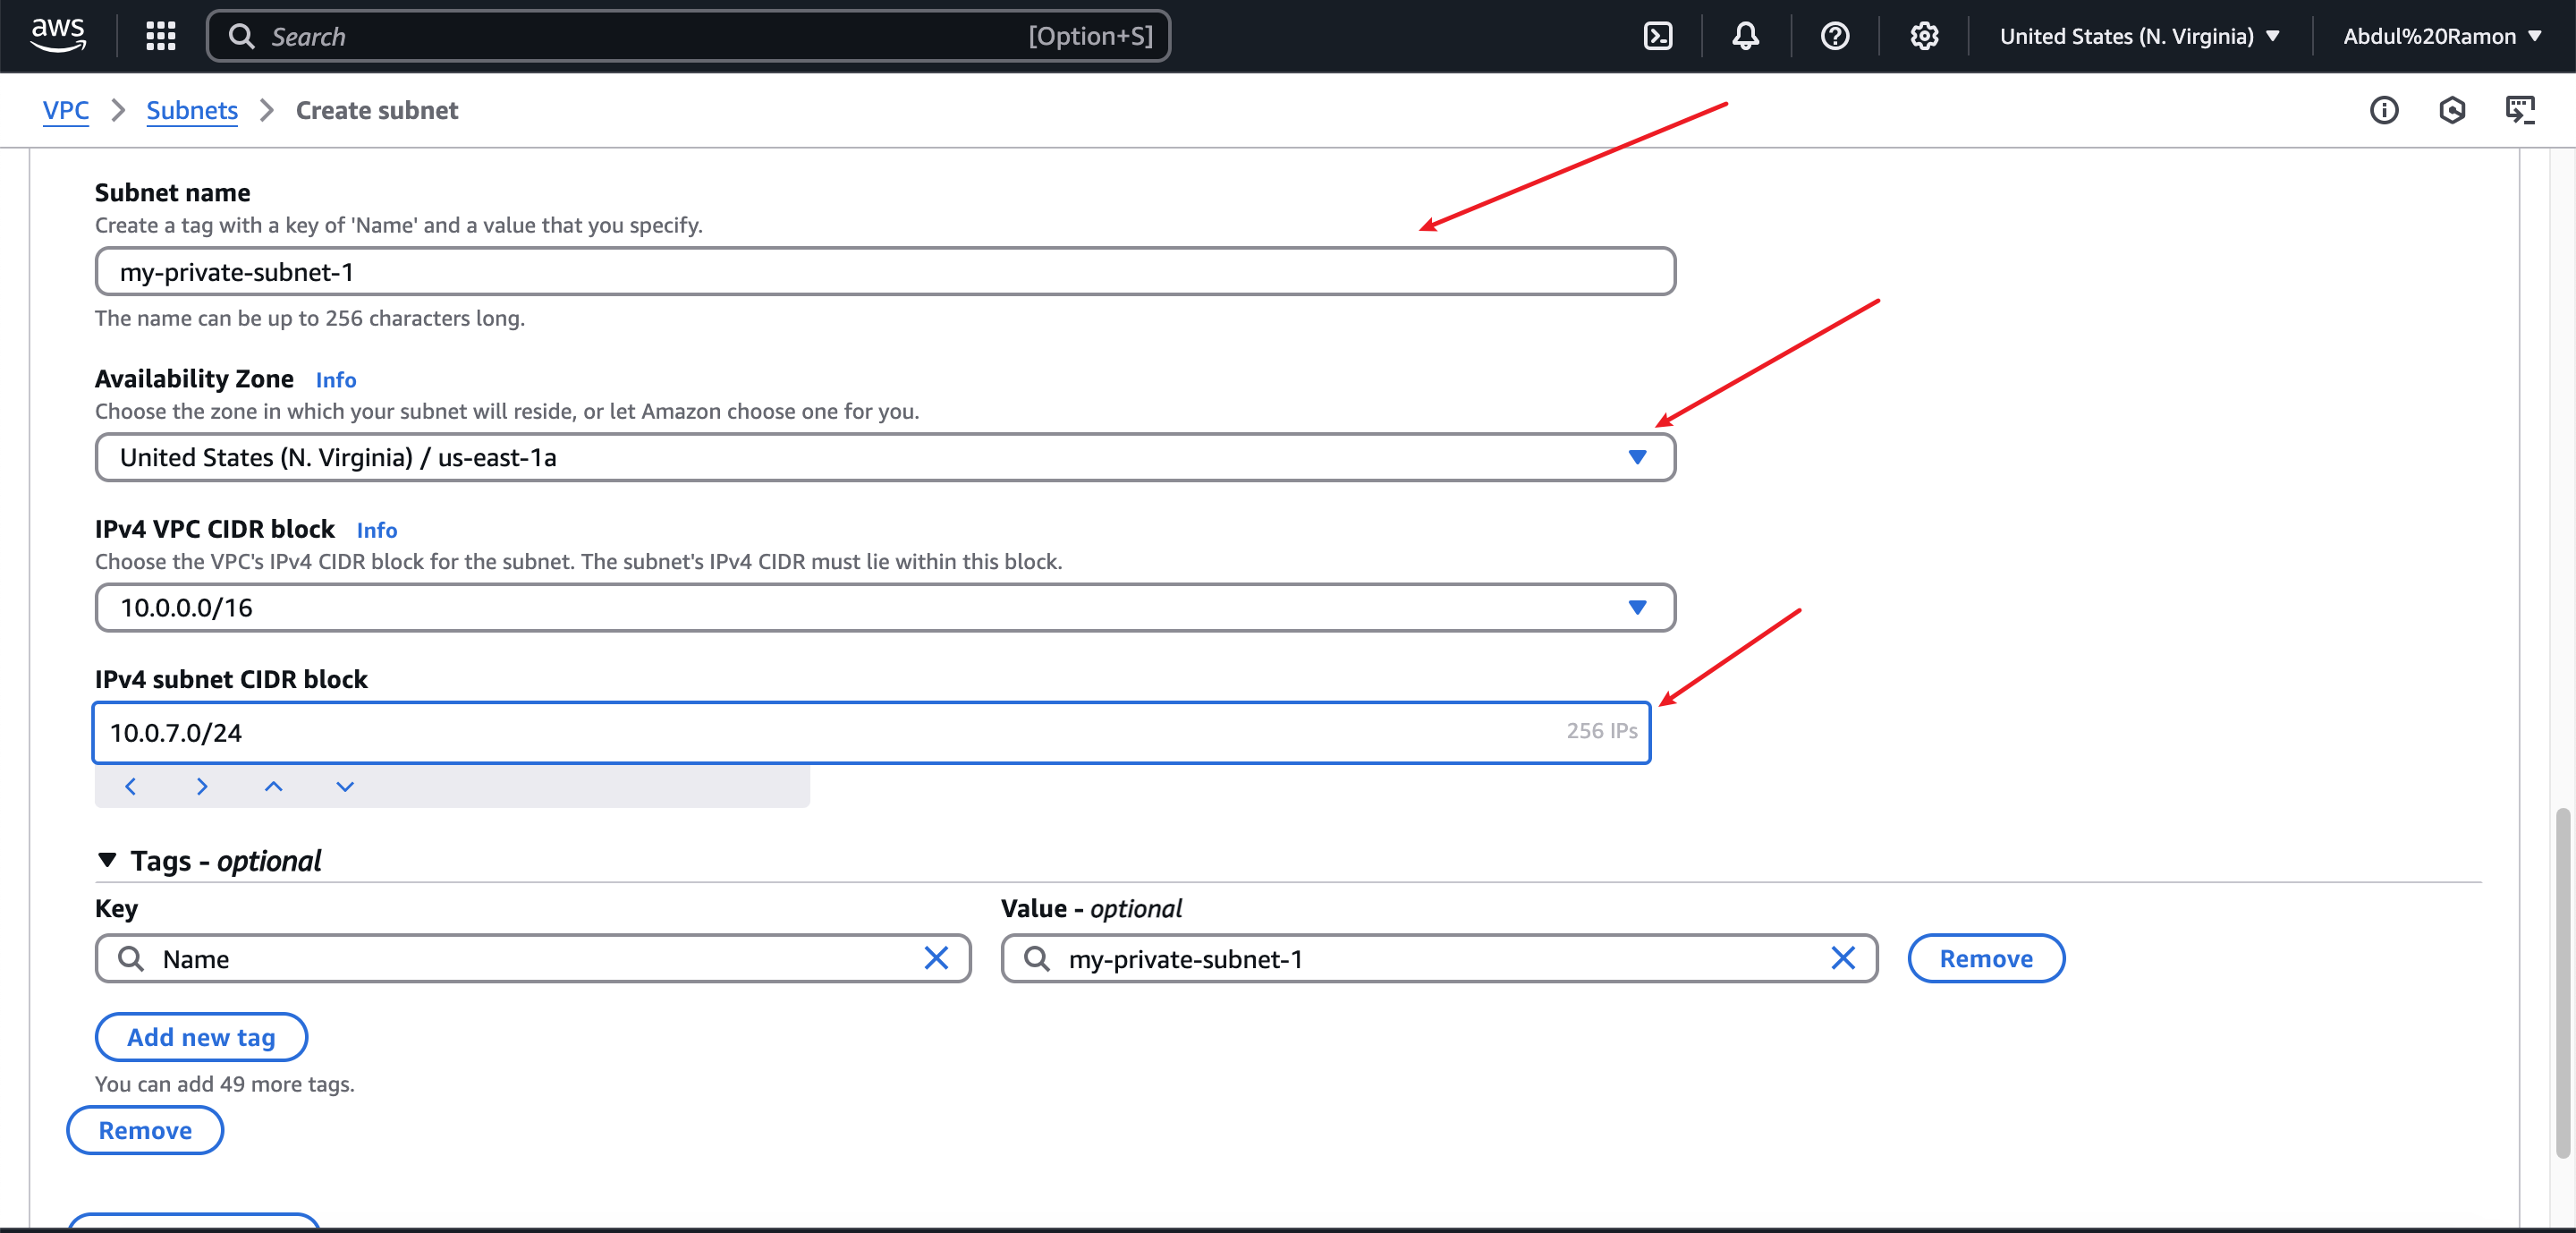 aws
Search
[Option+S]
United States (N. Virginia)
Abdul%20Ramon
VPC
Subnets
Create subnet
Subnet name
Create a tag with a key of 'Name' and a value that you specify.
my-private-subnet-1
The name can be up to 256 characters long.
Availability Zone Info
Choose the zone in which your subnet will reside, or let Amazon choose one for you.
United States (N. Virginia) / us-east-1a
IPv4 VPC CIDR block Info
Choose the VPC's IPv4 CIDR block for the subnet. The subnet's IPv4 CIDR must lie within this block.
10.0.0.0/16
IPv4 subnet CIDR block
10.0.7.0/24
256 IPs
Tags - optional
Key
Value - optional
Name
my-private-subnet-1
Remove
Add new tag
You can add 49 more tags.
Remove